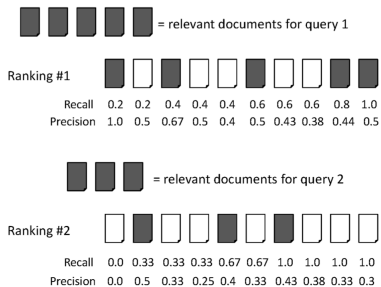 = relevant documents for query 1
Ranking #1
Recall 0.2 0.2 0.4 0.4 0.4 0.6 0.6 0.6 0.8 1.0
Precision 1.0 0.5 0.67 0.5 0.4 0.5 0.43 0.38 0.44 0.5
= relevant documents for query 2
Ranking #2
Recall 0.0 0.33 0.33 0.33 0.67 0.67 1.0 1.0 1.0 1.0
Precision 0.0 0.5 0.33 0.25 0.4 0.33 0.43 0.38 0.33 0.3